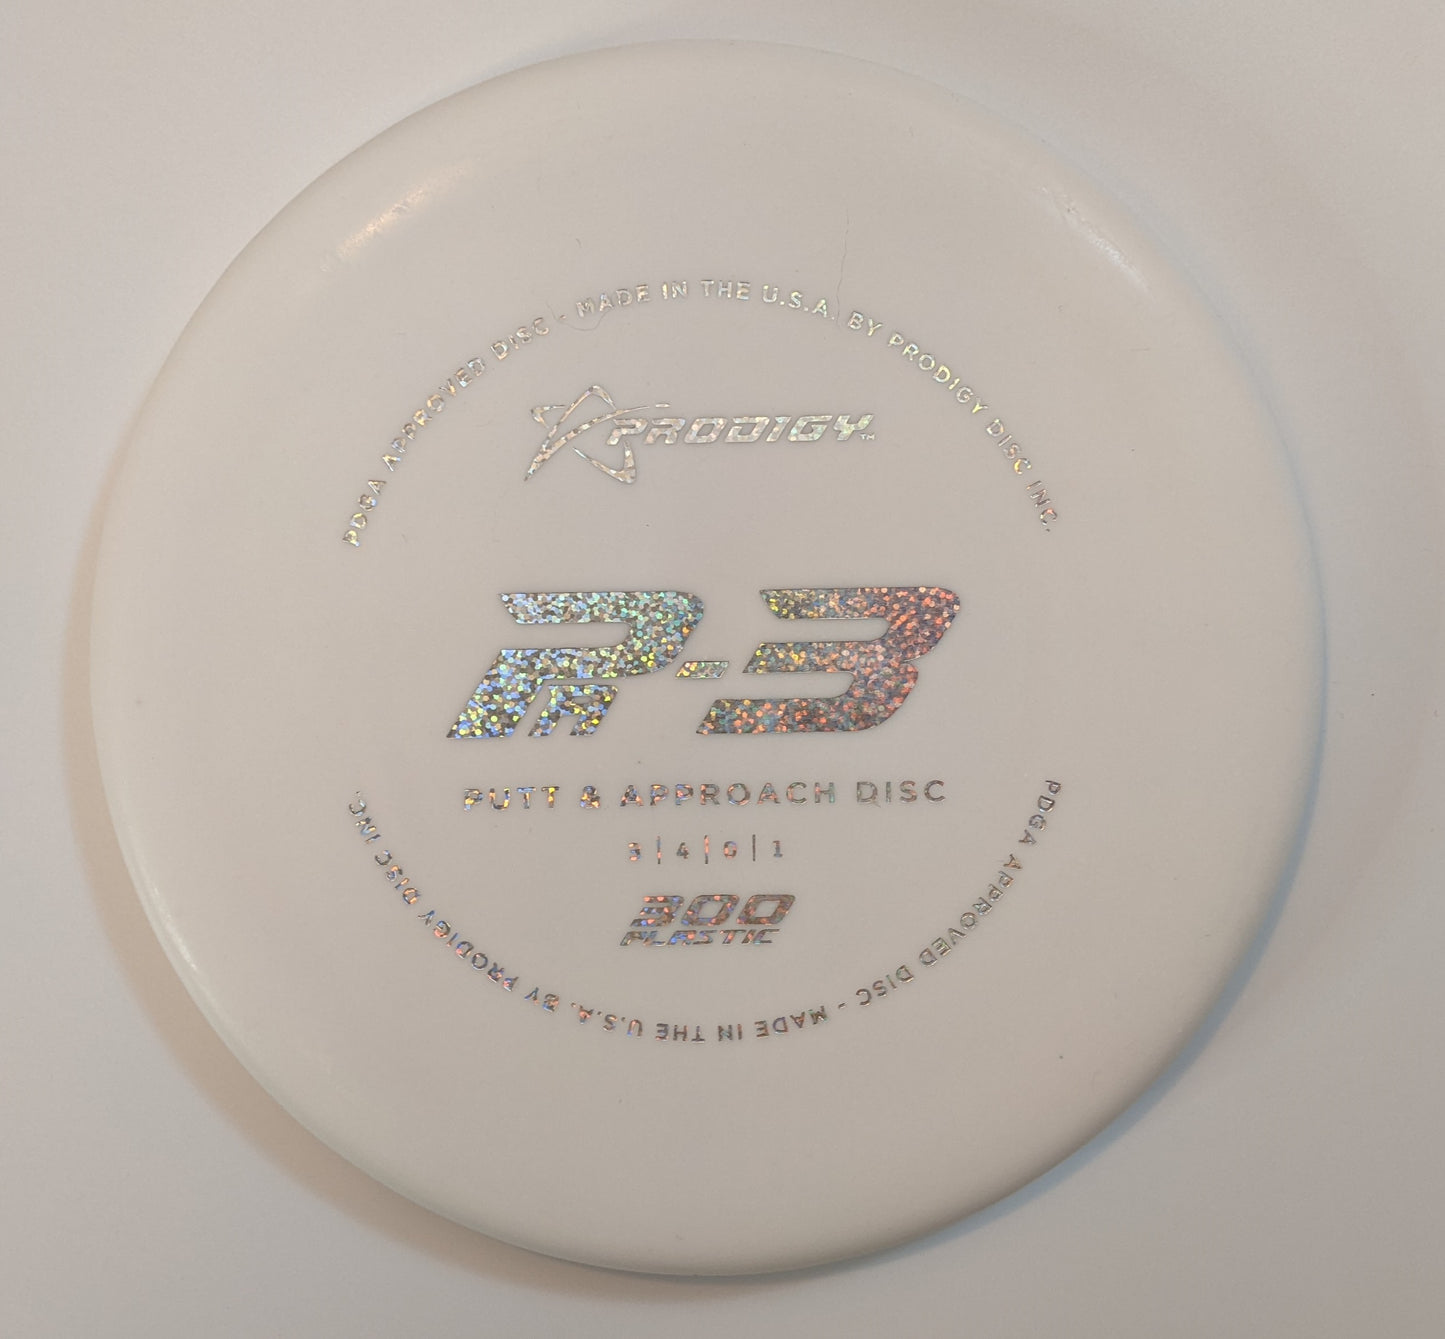 PDGA APPROVED DISC - MADE IN THE U.S.A. BY PRODIGY DISC INC.
PRODIGY™
PA-3
PUTT & APPROACH DISC
3 | 4 | 0 | 1
300
PLASTIC
PDGA APPROVED DISC - MADE IN THE U.S.A. BY PRODIGY DISC INC.